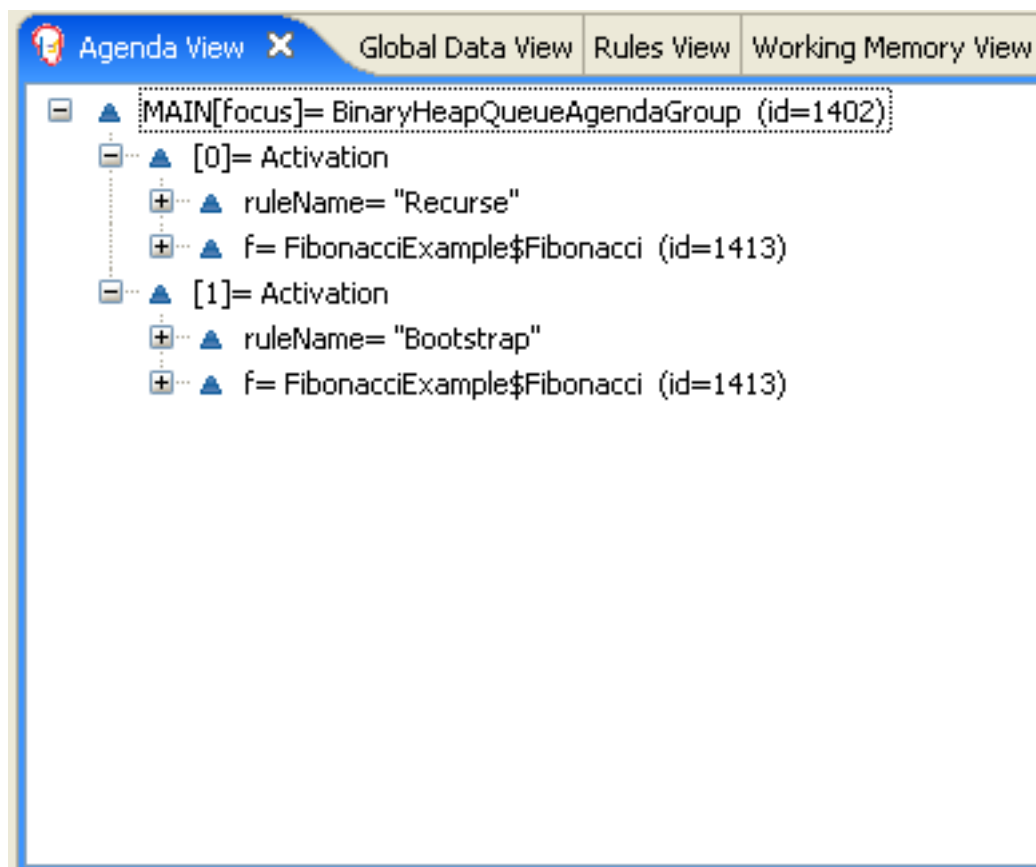 Agenda View Global Data View Rules View Working Memory View
MAIN[focus]= BinaryHeapQueueAgendaGroup (id=1402)
[0]= Activation
ruleName= "Recurse"
f= FibonacciExample$Fibonacci (id=1413)
[1]= Activation
ruleName= "Bootstrap"
f= FibonacciExample$Fibonacci (id=1413)